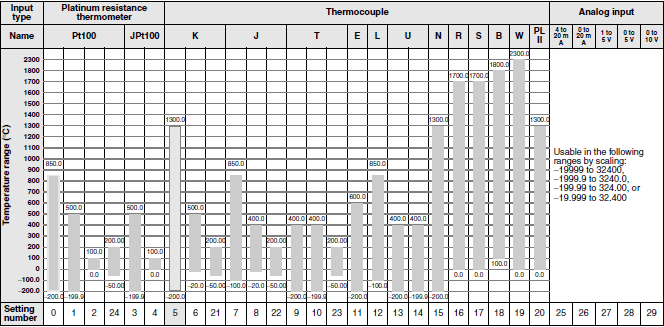 Input type Platinum resistance thermometer Thermocouple Analog input
Name Pt100 JPt100 K J T E L U N R S B W PL II 4 to 20 m A 0 to 20 m A 1 to 5 V 0 to 5 V 0 to 10 V
Temperature range (°C)
2300 2300.0
1800 1800.0
1700 1700.0 1700.0
1600
1500
1400
1300 1300.0 1300.0 1300.0
1200
1100
1000
900 850.0 850.0 850.0
800
700
600 600.0
500 500.0 500.0 500.0
400 400.0 400.0 400.0 400.0 400.0
300
200 200.00 200.00 200.00 200.00
100 100.0 100.0 100.0
0 0.0 0.0 0.0 0.0 0.0 0.0
−100.0 −50.00 −20.0 −50.00 −100.0 −20.0 −50.00 −50.00 −100.0
−200.0 −200.0 −199.9 −199.9 −200.0 −200.0 −199.9 −200.0 −200.0 −199.9 −200.0
Usable in the following
ranges by scaling:
−19999 to 32400,
−1999.9 to 3240.0,
−199.99 to 324.00, or
−19.999 to 32.400
Setting number 0 1 2 24 3 4 5 6 21 7 8 22 9 10 23 11 12 13 14 15 16 17 18 19 20 25 26 27 28 29